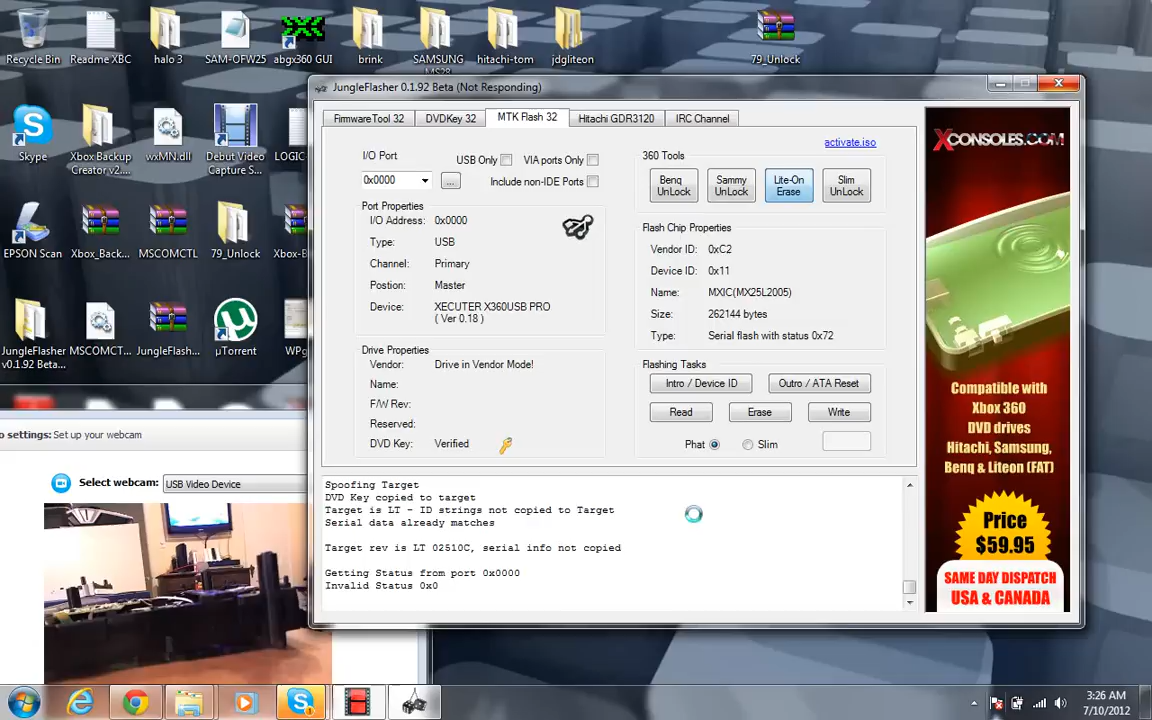 Recycle Bin
Readme XBC
halo 3
SAM-OFW25
abgx360 GUI
brink
SAMSUNG
hitachi-tom
jdgliteon
79_Unlock
Skype
Xbox Backup
Creator v2....
wxMN.dll
Debut Video
Capture S...
LOGIC
EPSON Scan
Xbox_Back...
MSCOMCTL
79_Unlock
Xbox-B
JungleFlasher
v0.1.92 Beta...
MSCOMCT...
JungleFlash...
µTorrent
WPg
JungleFlasher 0.1.92 Beta (Not Responding)
FirmwareTool 32
DVDKey 32
MTK Flash 32
Hitachi GDR3120
IRC Channel
activate.iso
I/O Port
USB Only
VIA ports Only
0x0000
...
Include non-IDE Ports
360 Tools
Benq
UnLock
Sammy
UnLock
Lite-On
Erase
Slim
UnLock
Port Properties
I/O Address: 0x0000
Type: USB
Channel: Primary
Postion: Master
Device: XECUTER X360USB PRO
( Ver 0.18 )
Flash Chip Properties
Vendor ID: 0xC2
Device ID: 0x11
Name: MXIC(MX25L2005)
Size: 262144 bytes
Type: Serial flash with status 0x72
Drive Properties
Vendor: Drive in Vendor Mode!
Name:
F/W Rev:
Reserved:
DVD Key: Verified
Flashing Tasks
Intro / Device ID
Outro / ATA Reset
Read
Erase
Write
Phat
Slim
Spoofing Target
DVD Key copied to target
Target is LT - ID strings not copied to Target
Serial data already matches
Target rev is LT 02510C, serial info not copied
Getting Status from port 0x0000
Invalid Status 0x0
XCONSOLES.COM
Compatible with
Xbox 360
DVD drives
Hitachi, Samsung,
Benq & Liteon (FAT)
Price
$59.95
SAME DAY DISPATCH
USA & CANADA
o settings: Set up your webcam
Select webcam:
USB Video Device
3:26 AM
7/10/2012